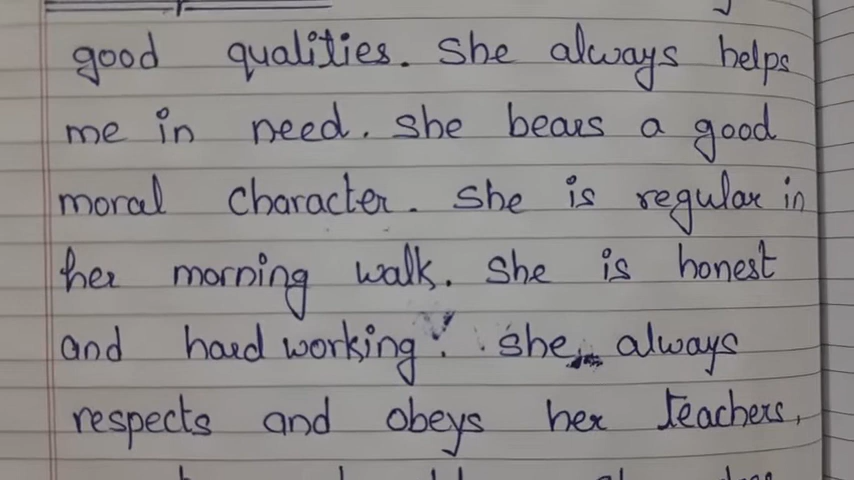 good qualities. She always helps
me in need. She bears a good
moral character. She is regular in
her morning walk. She is honest
and hard working. She always
respects and obeys her teachers,